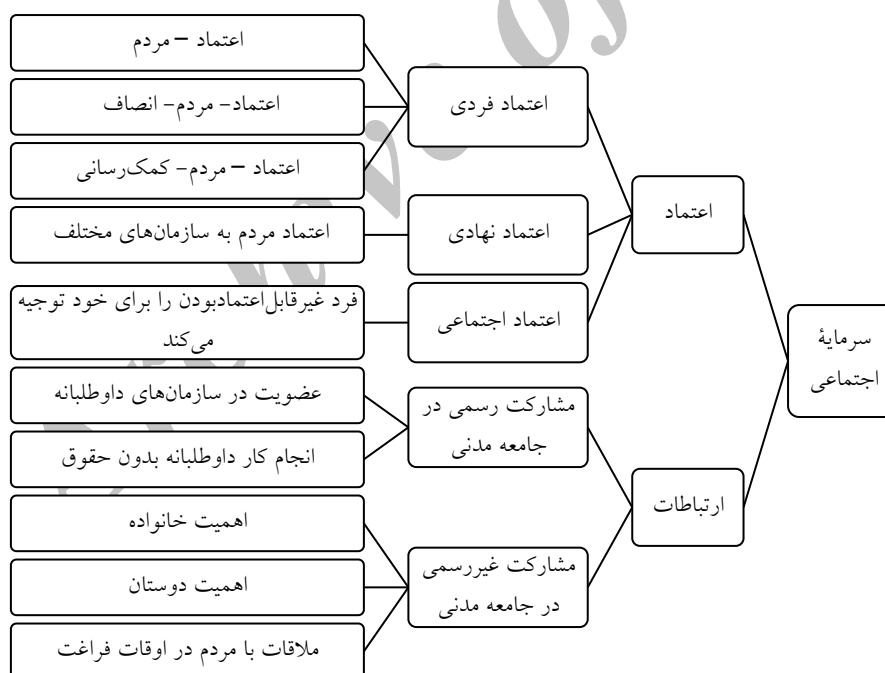 سرمایهٔ
اجتماعی
اعتماد
اعتماد فردی
اعتماد – مردم
اعتماد- مردم- انصاف
اعتماد – مردم- کمک‌رسانی
اعتماد نهادی
اعتماد مردم به سازمان‌های مختلف
اعتماد اجتماعی
فرد غیرقابل‌اعتمادبودن را برای خود توجیه
می‌کند
ارتباطات
مشارکت رسمی در
جامعه مدنی
عضویت در سازمان‌های داوطلبانه
انجام کار داوطلبانه بدون حقوق
مشارکت غیررسمی
در جامعه مدنی
اهمیت خانواده
اهمیت دوستان
ملاقات با مردم در اوقات فراغت